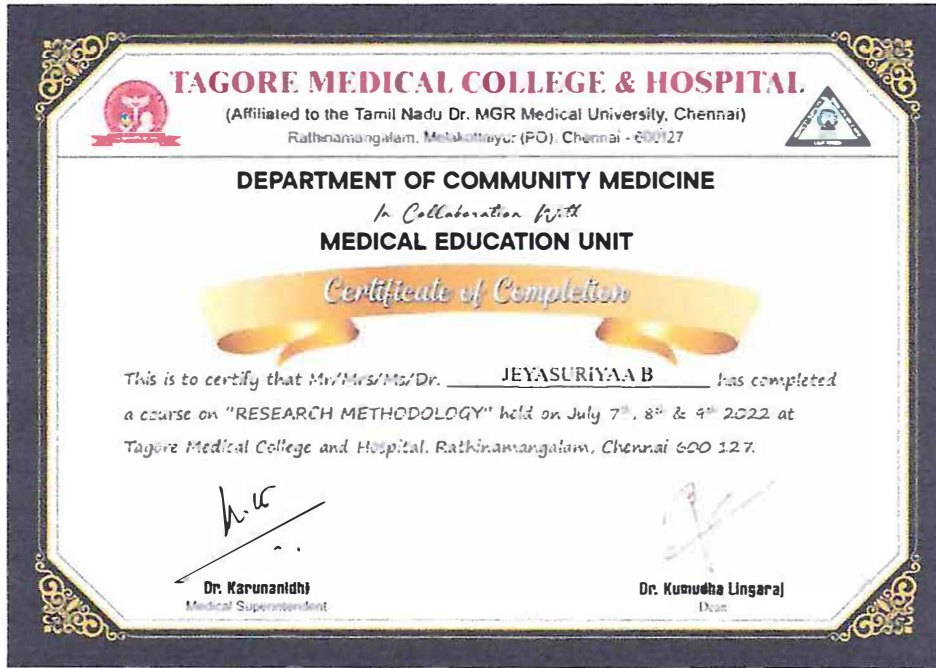 TAGORE MEDICAL COLLEGE & HOSPITAL
(Affiliated to the Tamil Nadu Dr. MGR Medical University, Chennai)
Rathinamangalam, Melakottaiyur (PO), Chennai - 600127
DEPARTMENT OF COMMUNITY MEDICINE
In Collaboration With
MEDICAL EDUCATION UNIT
Certificate of Completion
This is to certify that Mr/Mrs/Ms/Dr. JEYASURIYAA B has completed
a course on "RESEARCH METHODOLOGY" held on July 7th, 8th & 9th 2022 at
Tagore Medical College and Hospital, Rathinamangalam, Chennai 600 127.
Dr. Karunanidhi
Medical Superintendent
Dr. Kumudha Lingaraj
Dean